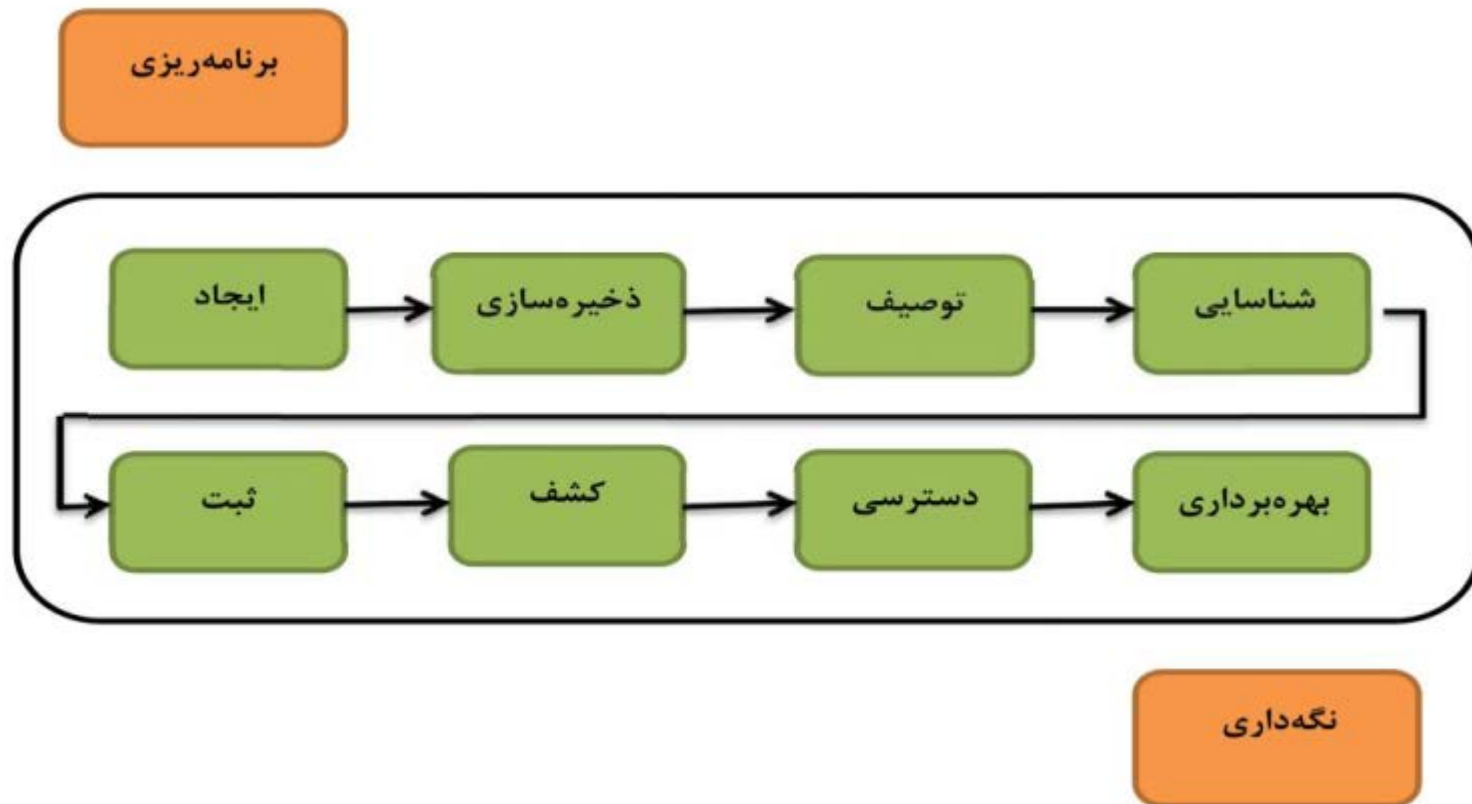 برنامه‌ریزی
ایجاد
ذخیره‌سازی
توصیف
شناسایی
ثبت
کشف
دسترسی
بهره‌برداری
نگه‌داری